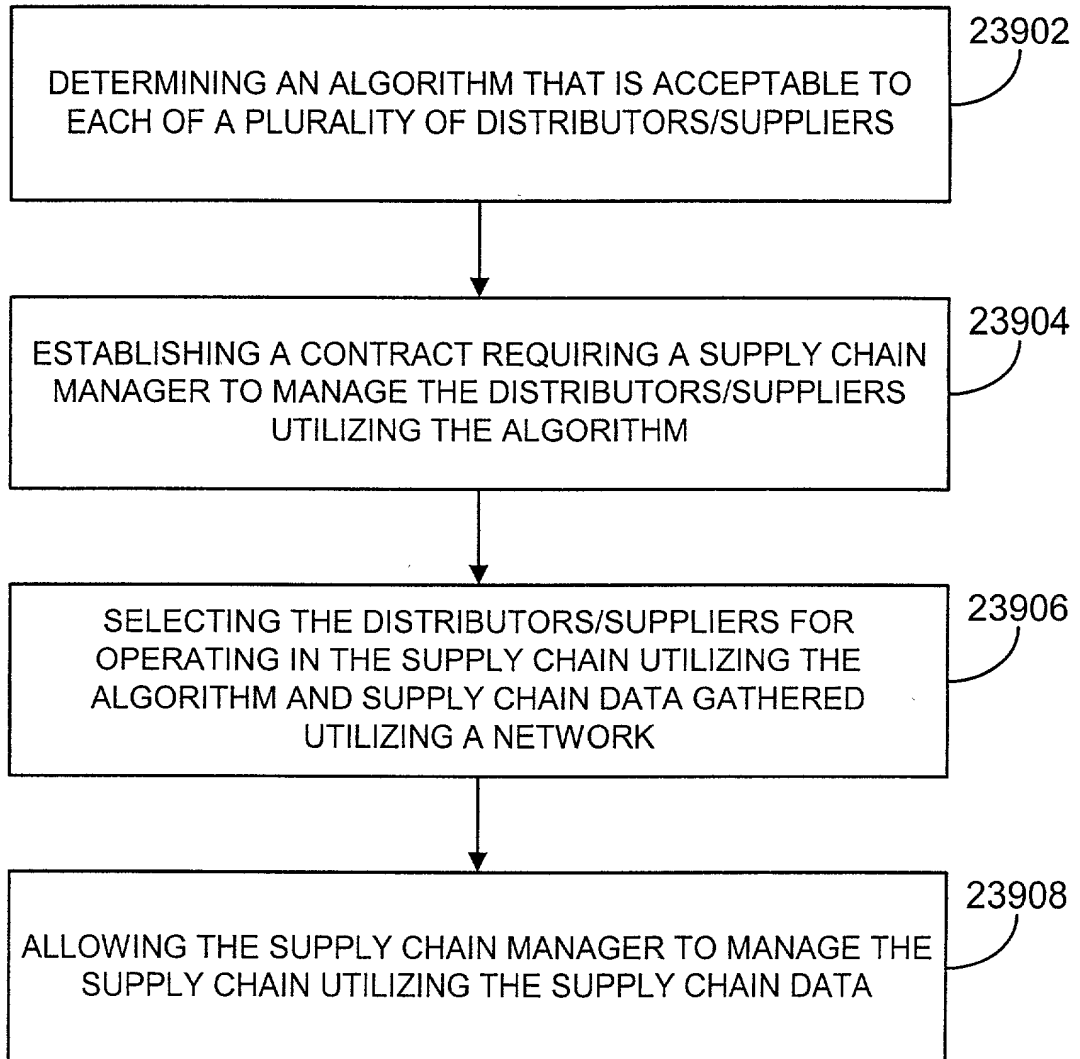 23902
DETERMINING AN ALGORITHM THAT IS ACCEPTABLE TO
EACH OF A PLURALITY OF DISTRIBUTORS/SUPPLIERS
23904
ESTABLISHING A CONTRACT REQUIRING A SUPPLY CHAIN
MANAGER TO MANAGE THE DISTRIBUTORS/SUPPLIERS
UTILIZING THE ALGORITHM
23906
SELECTING THE DISTRIBUTORS/SUPPLIERS FOR
OPERATING IN THE SUPPLY CHAIN UTILIZING THE
ALGORITHM AND SUPPLY CHAIN DATA GATHERED
UTILIZING A NETWORK
23908
ALLOWING THE SUPPLY CHAIN MANAGER TO MANAGE THE
SUPPLY CHAIN UTILIZING THE SUPPLY CHAIN DATA